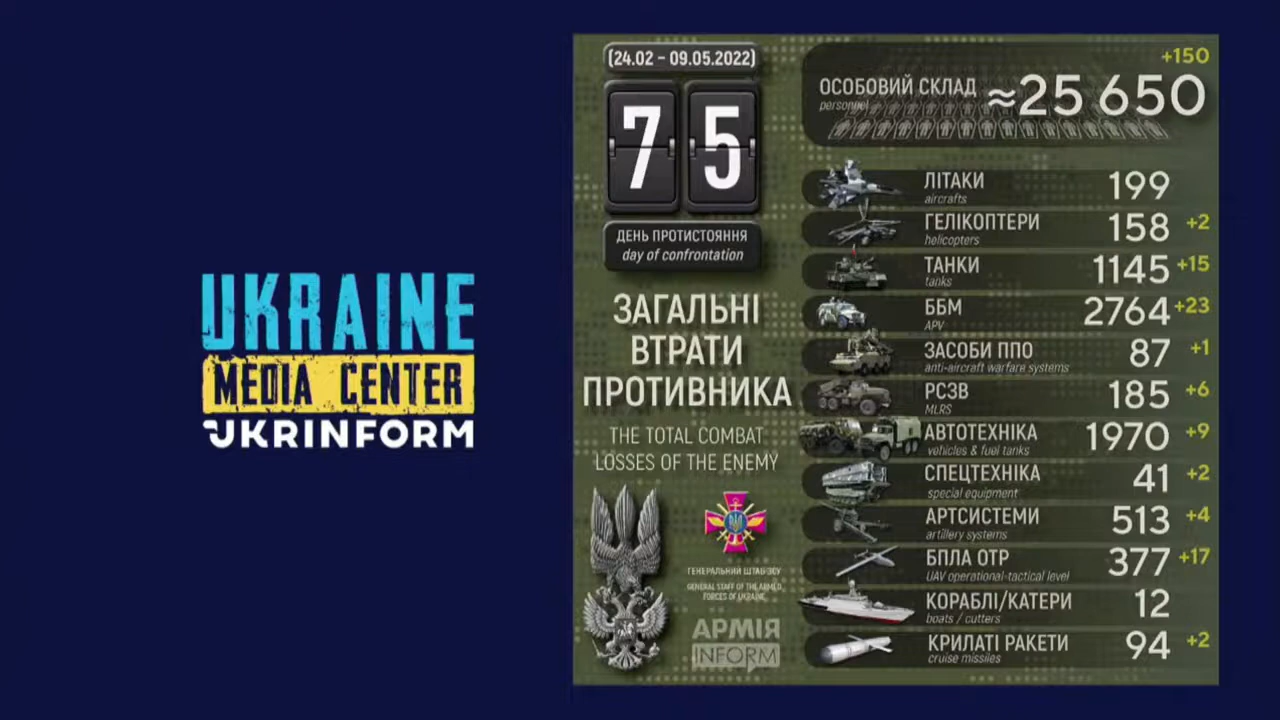 UKRAINE
MEDIA CENTER
UKRINFORM
(24.02 – 09.05.2022)
75
ДЕНЬ ПРОТИСТОЯННЯ
day of confrontation
ЗАГАЛЬНІ
ВТРАТИ
ПРОТИВНИКА
THE TOTAL COMBAT
LOSSES OF THE ENEMY
ГЕНЕРАЛЬНИЙ ШТАБ ЗСУ
GENERAL STAFF OF THE ARMED
FORCES OF UKRAINE
АРМІЯ
INFORM
+150
ОСОБОВИЙ СКЛАД ≈25 650
personnel
ЛІТАКИ 199
aircrafts
ГЕЛІКОПТЕРИ 158 +2
helicopters
ТАНКИ 1145 +15
tanks
ББМ 2764 +23
APV
ЗАСОБИ ППО 87 +1
anti-aircraft warfare systems
РСЗВ 185 +6
MLRS
АВТОТЕХНІКА 1970 +9
vehicles & fuel tanks
СПЕЦТЕХНІКА 41 +2
special equipment
АРТСИСТЕМИ 513 +4
artillery systems
БПЛА ОТР 377 +17
UAV operational-tactical level
КОРАБЛІ/КАТЕРИ 12
boats / cutters
КРИЛАТІ РАКЕТИ 94 +2
cruise missiles